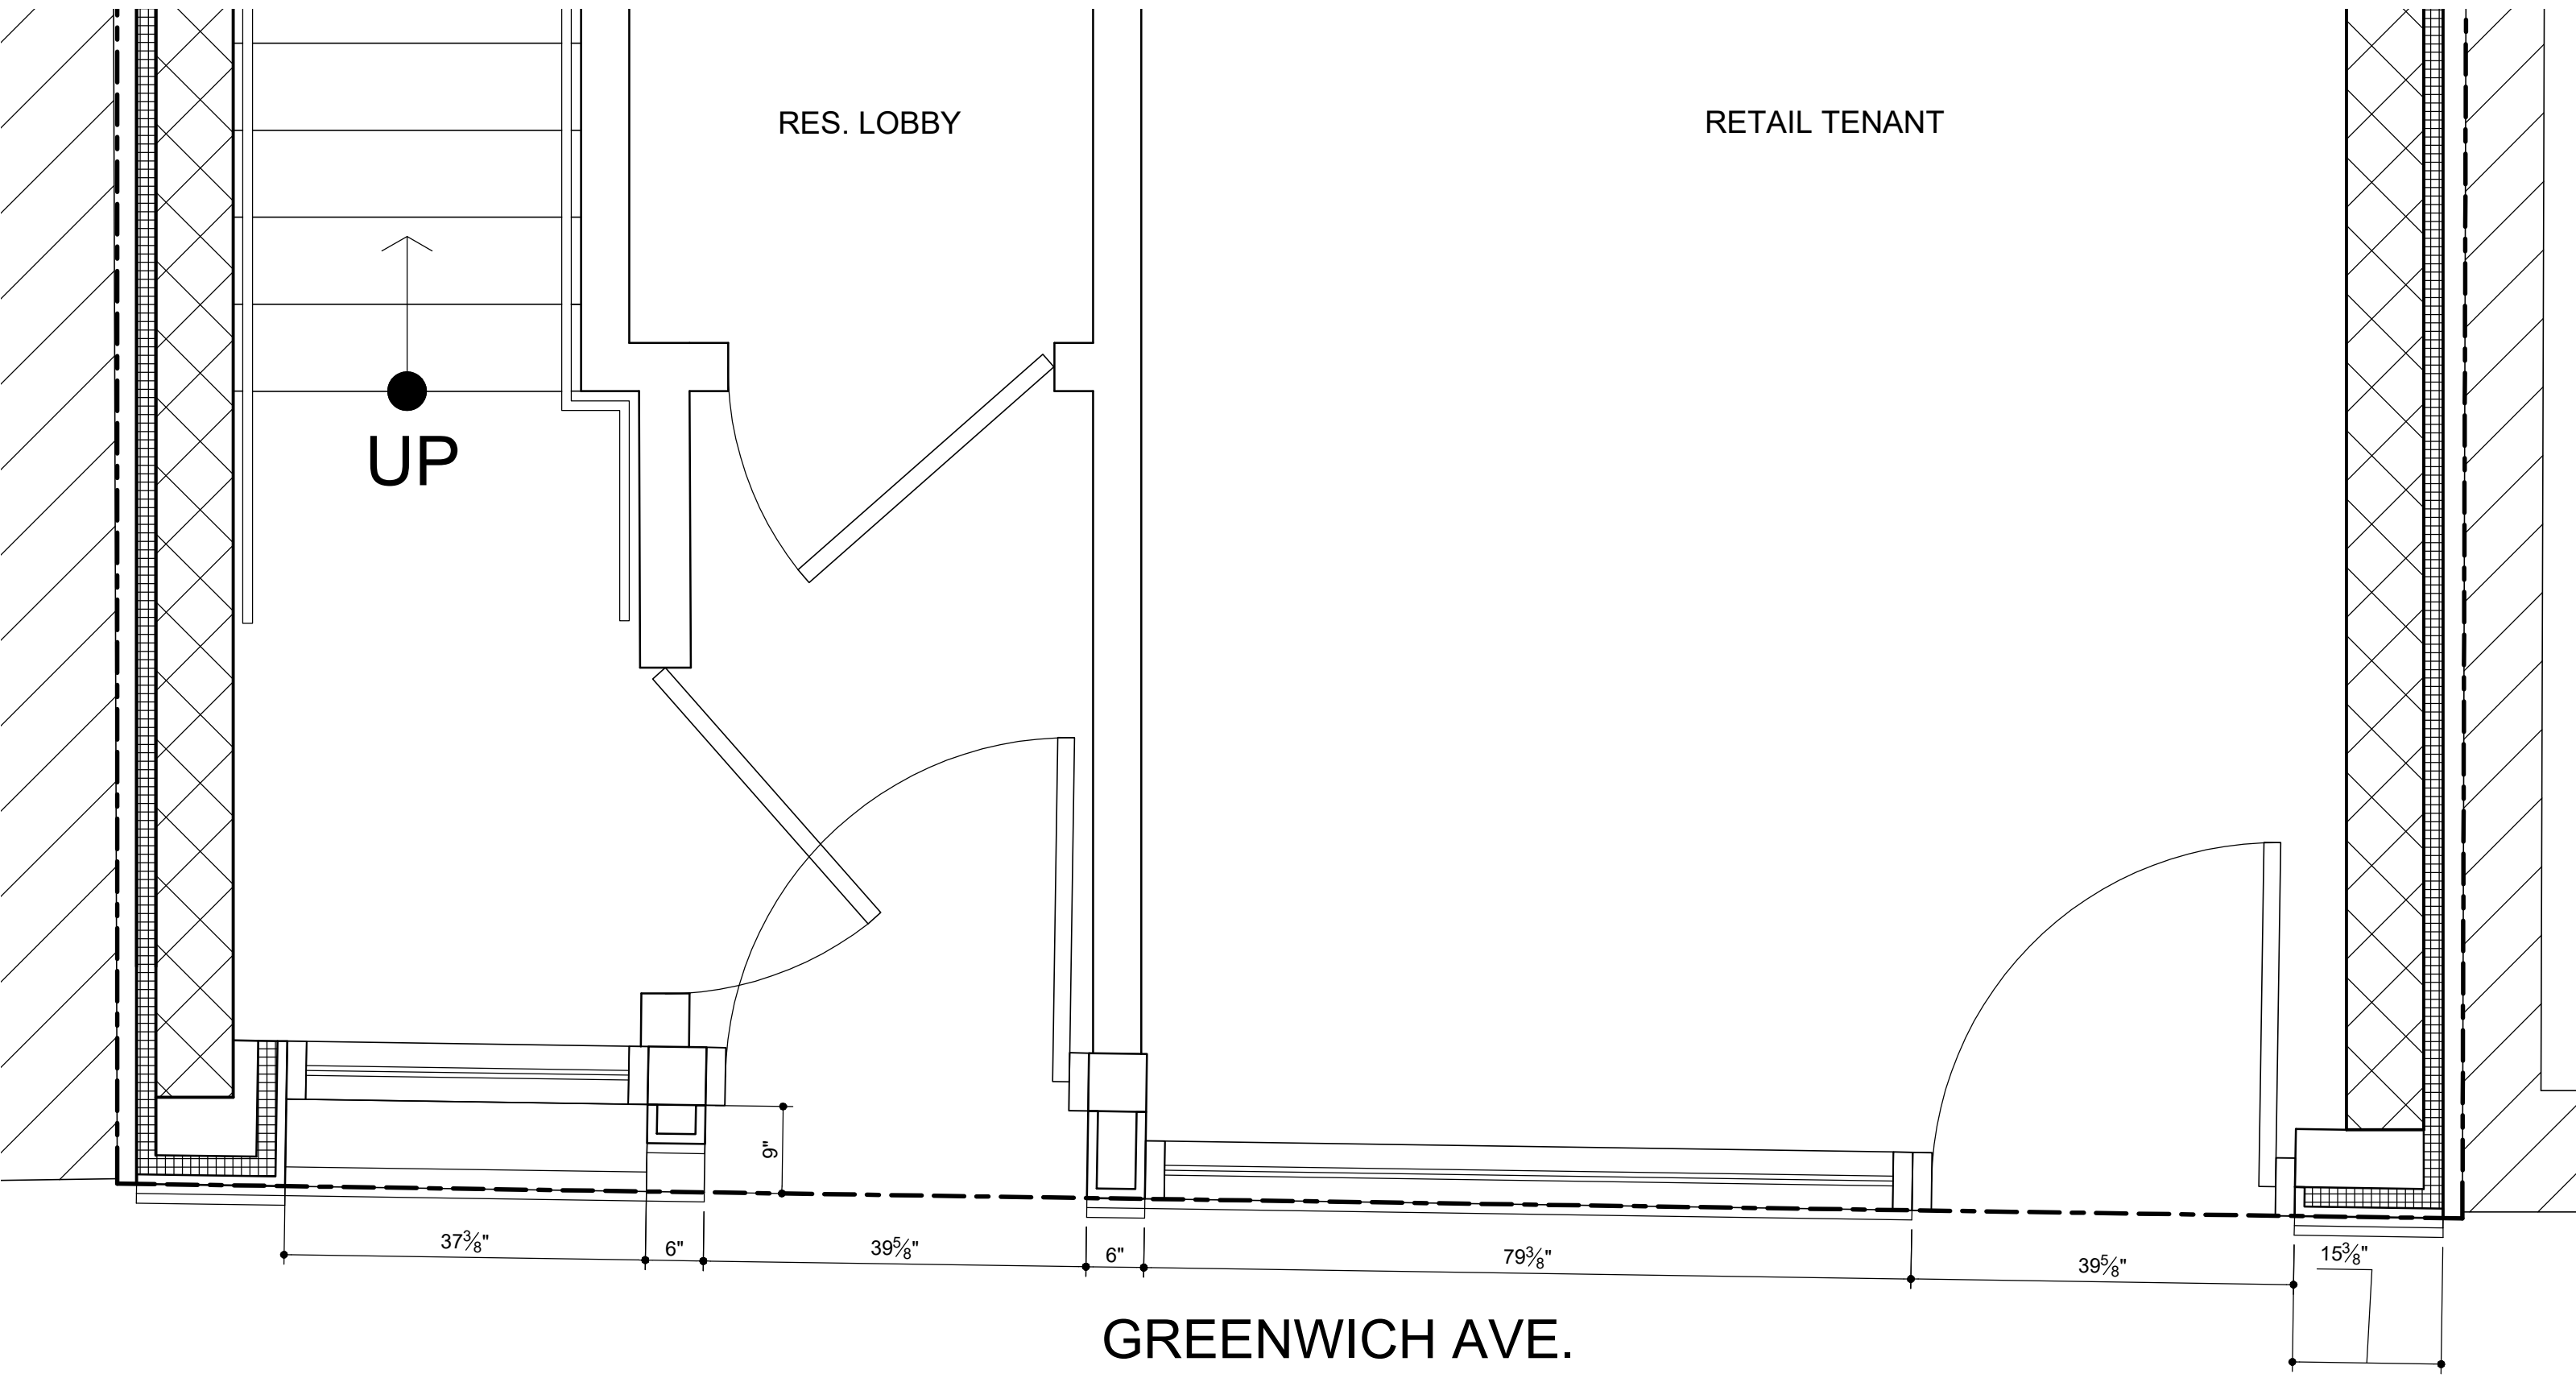 RES. LOBBY
RETAIL TENANT
UP
9"
37⅜"
6"
39⅝"
6"
79⅜"
39⅝"
15⅜"
GREENWICH AVE.